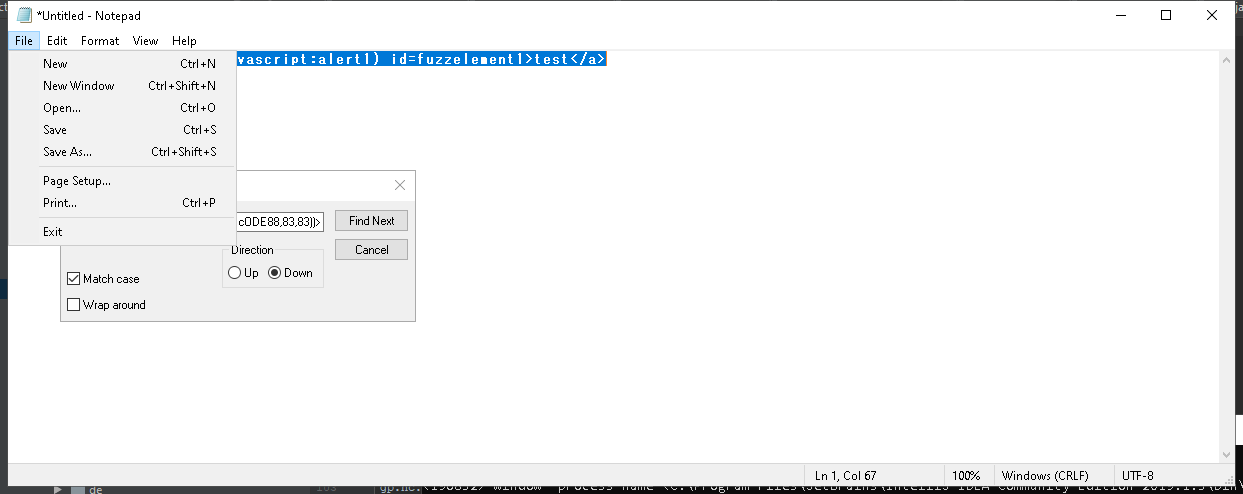 *Untitled - Notepad
File Edit Format View Help
vascript:alert1) id=fuzzelement1>test</a>
New Ctrl+N
New Window Ctrl+Shift+N
Open... Ctrl+O
Save Ctrl+S
Save As... Ctrl+Shift+S
Page Setup...
Print... Ctrl+P
Exit
cODE88,83,83))>
Find Next
Cancel
Direction
Up Down
Match case
Wrap around
Ln 1, Col 67 100% Windows (CRLF) UTF-8
de